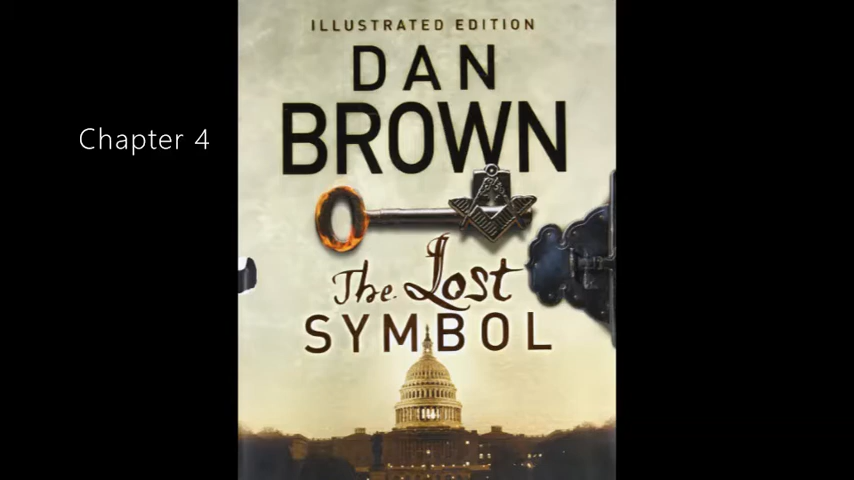 ILLUSTRATED EDITION
DAN
BROWN
Chapter 4
The Lost
SYMBOL